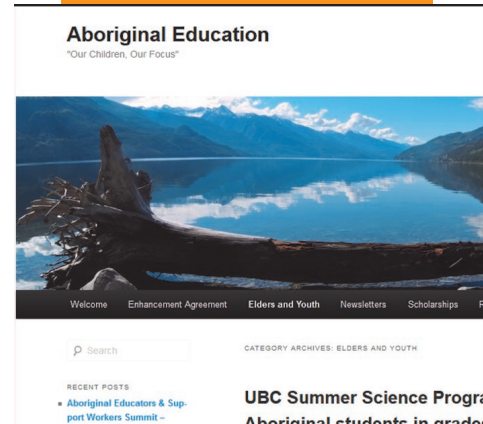 Aboriginal Education
"Our Children, Our Focus"
Welcome Enhancement Agreement Elders and Youth Newsletters Scholarships
Search
CATEGORY ARCHIVES: ELDERS AND YOUTH
RECENT POSTS
Aboriginal Educators & Sup-
port Workers Summit –
UBC Summer Science Progra
Aboriginal students in grades